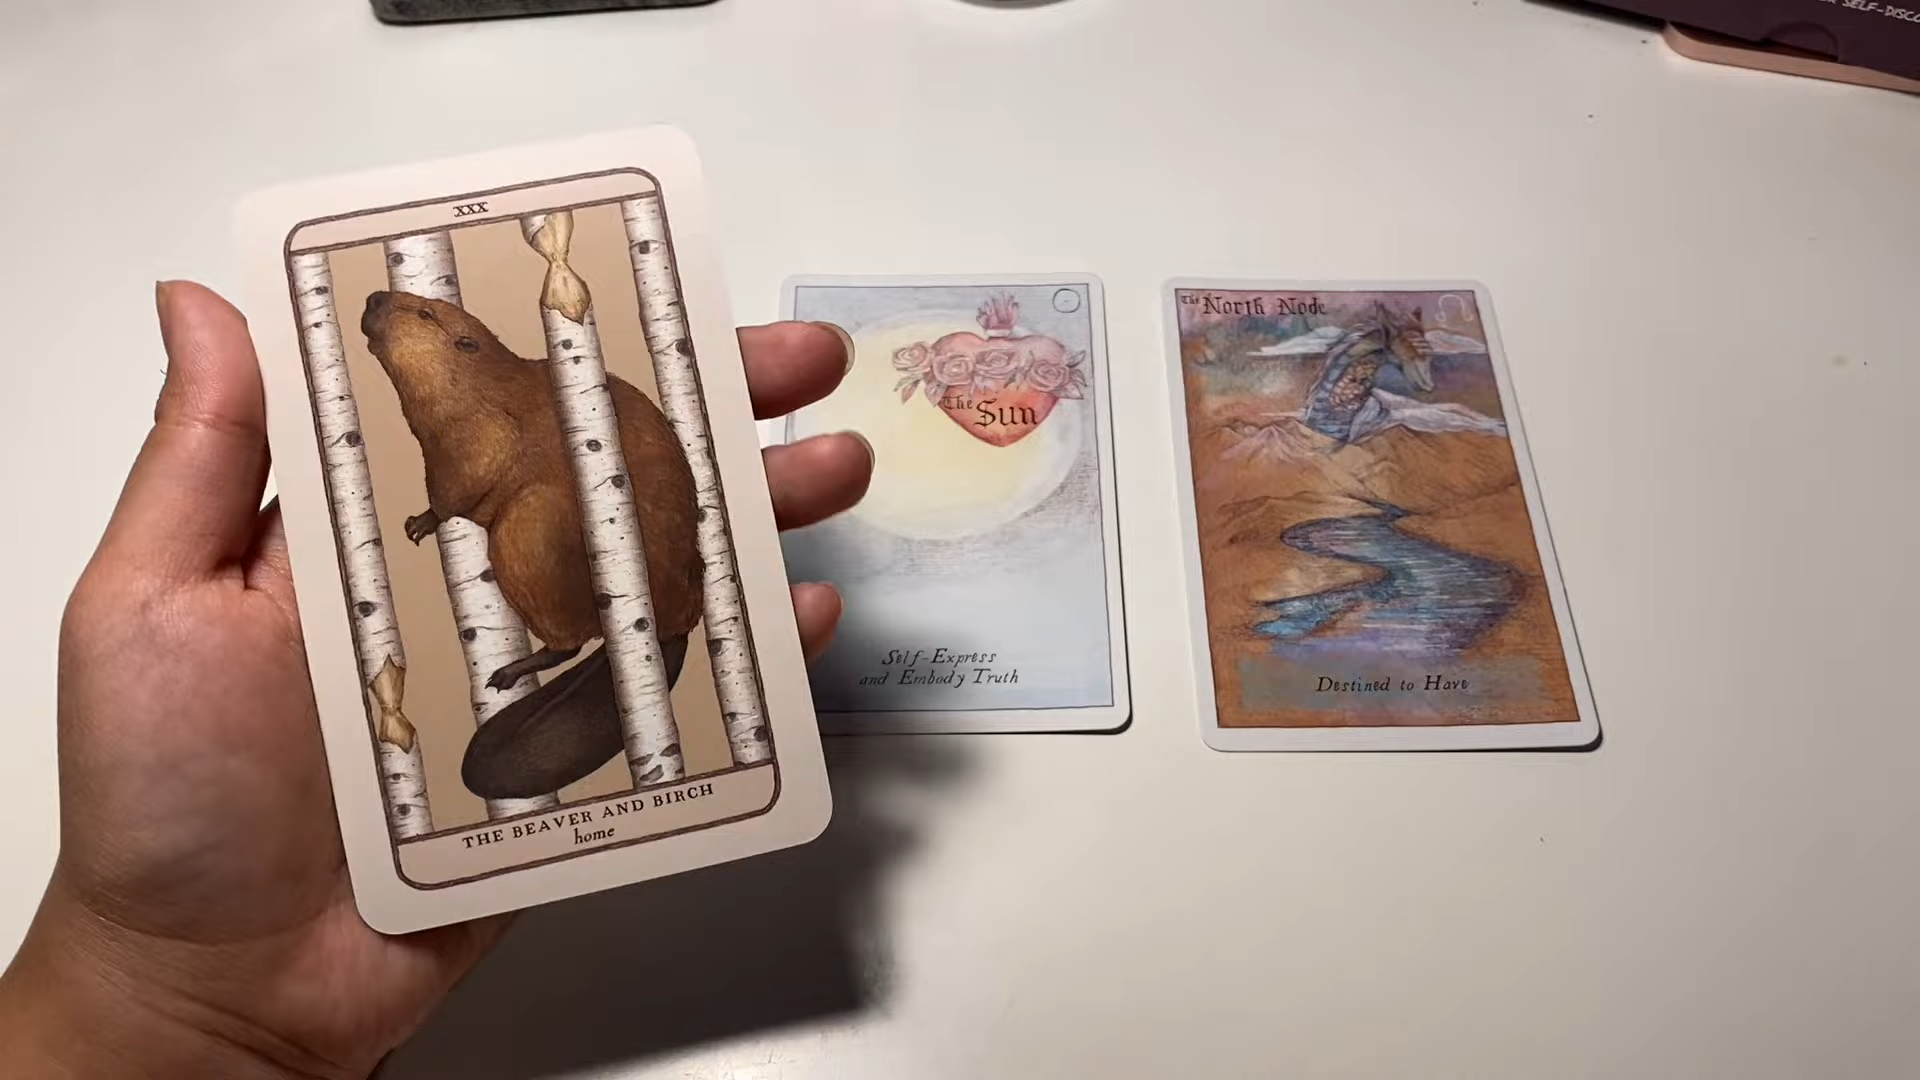 SELF-DISCO
XXX
THE BEAVER AND BIRCH
home
The Sun
Self-Express
and Embody Truth
The North Node
Destined to Have